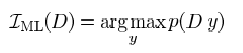 𝓘_ML(D) = arg max_y p(D y)